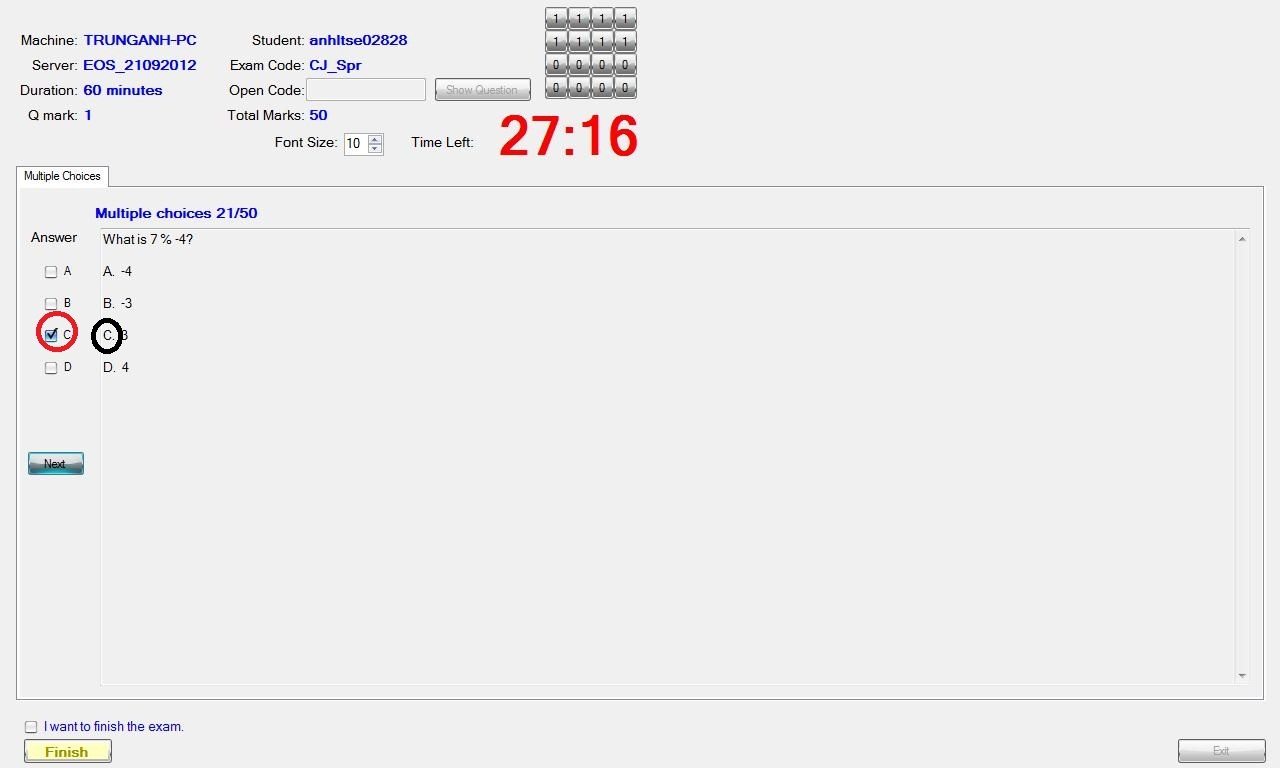 1 1 1 1
Machine: TRUNGANH-PC Student: anhltse02828 1 1 1 1
Server: EOS_21092012 Exam Code: CJ_Spr 0 0 0 0
Duration: 60 minutes Open Code: Show Question 0 0 0 0
Q mark: 1 Total Marks: 50
Font Size: 10 Time Left: 27:16
Multiple Choices
Multiple choices 21/50
Answer What is 7 % -4?
A A. -4
B B. -3
C C. 3
D D. 4
Next
I want to finish the exam.
Finish Exit